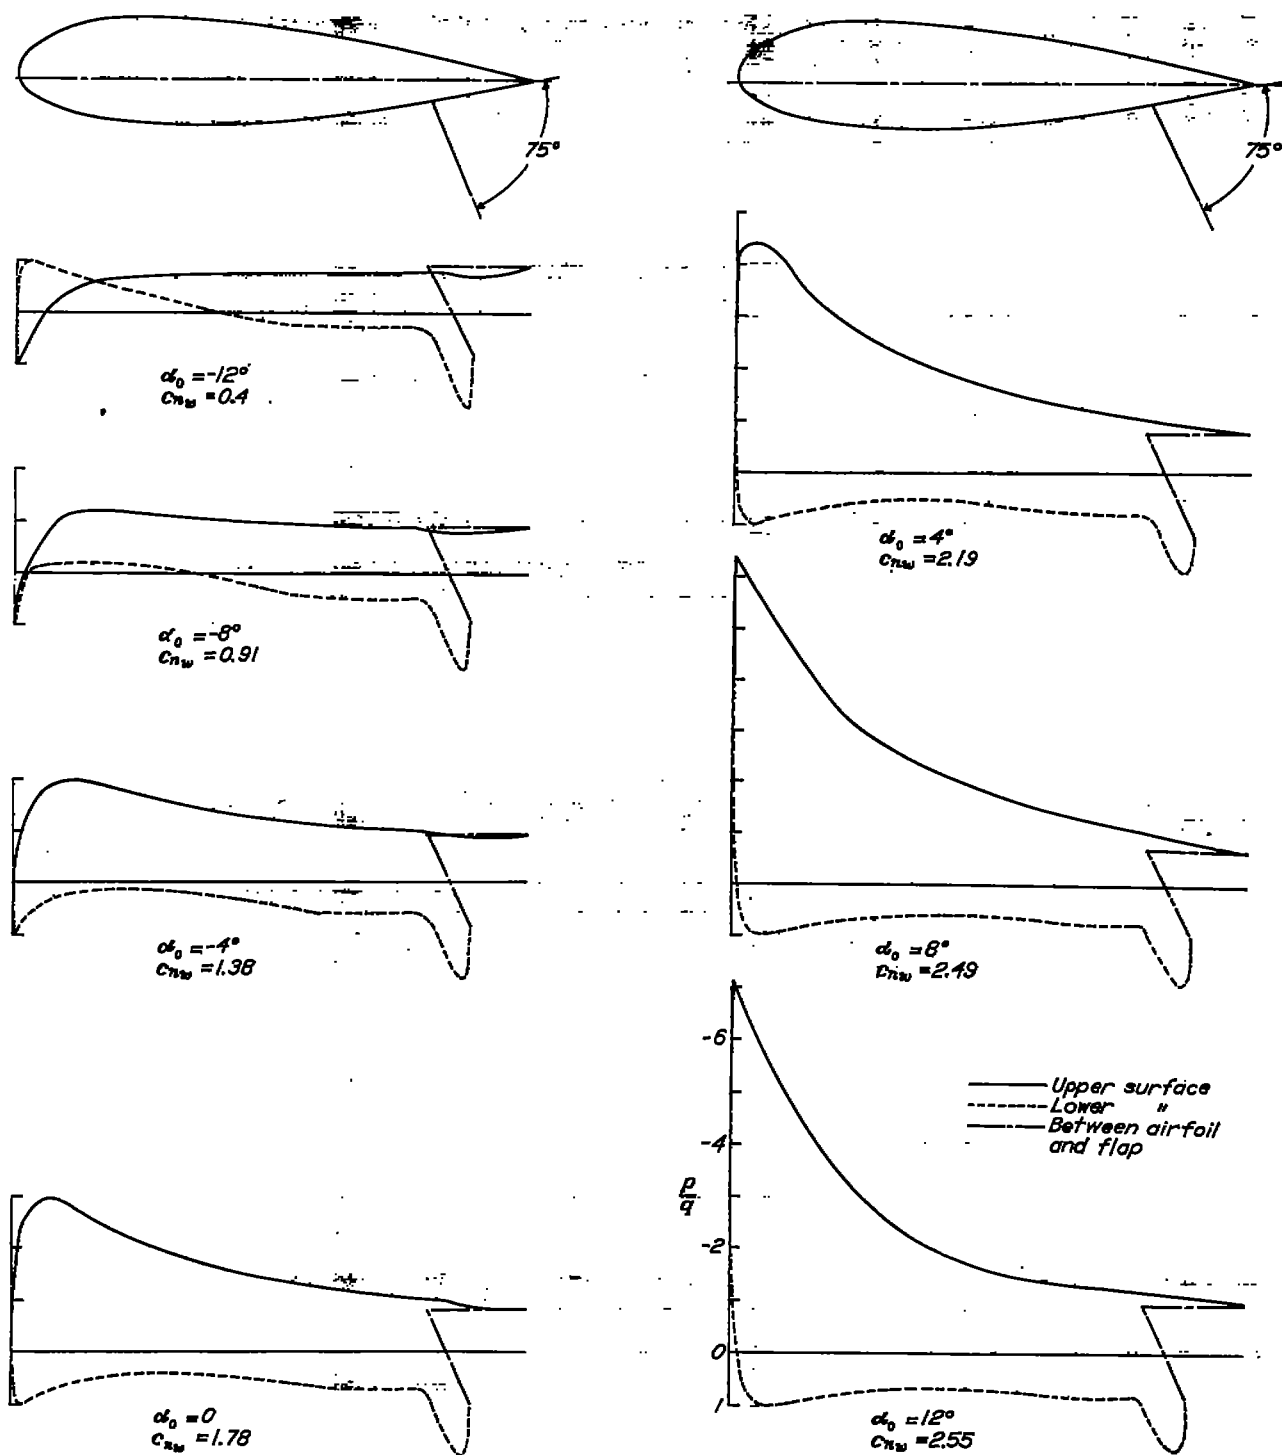 75°
75°
α₀ = -12°
cₙw = 0.4
α₀ = -8°
cₙw = 0.91
α₀ = -4°
cₙw = 1.38
α₀ = 0
cₙw = 1.78
α₀ = 4°
cₙw = 2.19
α₀ = 8°
cₙw = 2.49
-6
-4
p/q
-2
0
1
Upper surface
Lower "
Between airfoil
and flap
α₀ = 12°
cₙw = 2.55